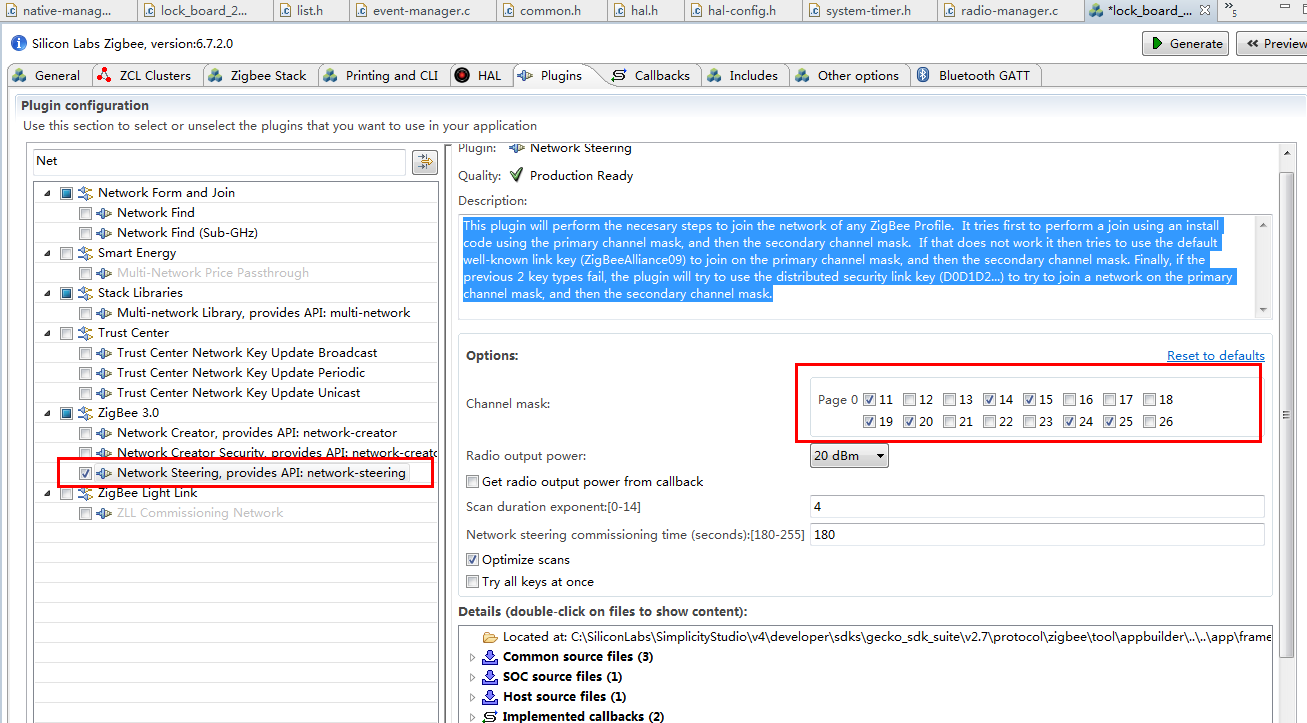 native-manag...
lock_board_2...
list.h
event-manager.c
common.h
hal.h
hal-config.h
system-timer.h
radio-manager.c
*lock_board_...
»5
Silicon Labs Zigbee, version:6.7.2.0
Generate
Preview
General
ZCL Clusters
Zigbee Stack
Printing and CLI
HAL
Plugins
Callbacks
Includes
Other options
Bluetooth GATT
Plugin configuration
Use this section to select or unselect the plugins that you want to use in your application
Net
Network Form and Join
Network Find
Network Find (Sub-GHz)
Smart Energy
Multi-Network Price Passthrough
Stack Libraries
Multi-network Library, provides API: multi-network
Trust Center
Trust Center Network Key Update Broadcast
Trust Center Network Key Update Periodic
Trust Center Network Key Update Unicast
ZigBee 3.0
Network Creator, provides API: network-creator
Network Creator Security, provides API: network-creato
Network Steering, provides API: network-steering
ZigBee Light Link
ZLL Commissioning Network
Plugin: Network Steering
Quality: Production Ready
Description:
This plugin will perform the necesary steps to join the network of any ZigBee Profile. It tries first to perform a join using an install
code using the primary channel mask, and then the secondary channel mask. If that does not work it then tries to use the default
well-known link key (ZigBeeAlliance09) to join on the primary channel mask, and then the secondary channel mask. Finally, if the
previous 2 key types fail, the plugin will try to use the distributed security link key (D0D1D2...) to try to join a network on the primary
channel mask, and then the secondary channel mask.
Options:
Reset to defaults
Channel mask:
Page 0 11 12 13 14 15 16 17 18
19 20 21 22 23 24 25 26
Radio output power: 20 dBm
Get radio output power from callback
Scan duration exponent:[0-14] 4
Network steering commissioning time (seconds):[180-255] 180
Optimize scans
Try all keys at once
Details (double-click on files to show content):
Located at: C:\SiliconLabs\SimplicityStudio\v4\developer\sdks\gecko_sdk_suite\v2.7\protocol\zigbee\tool\appbuilder\..\..\app\frame
Common source files (3)
SOC source files (1)
Host source files (1)
Implemented callbacks (2)